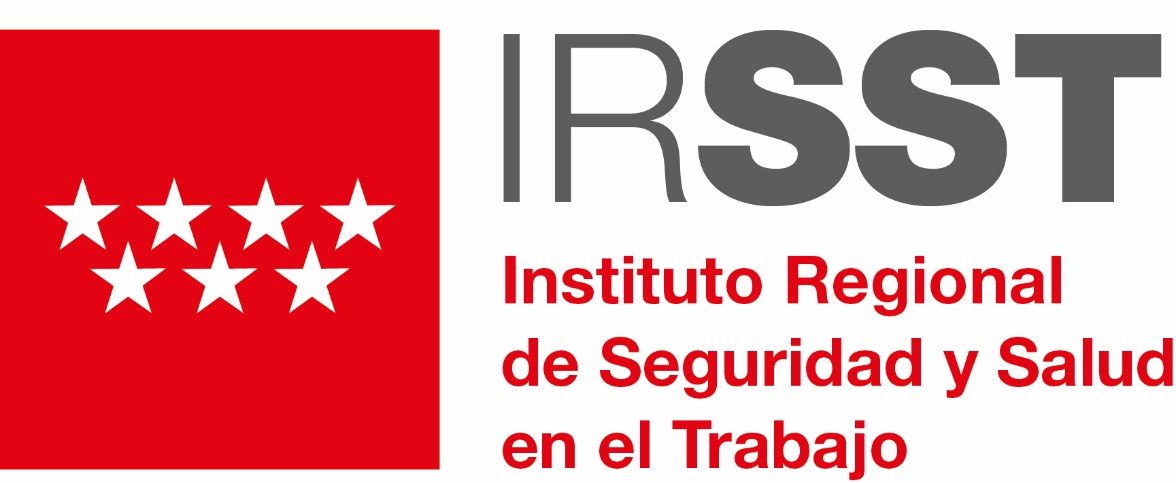 IRSST
Instituto Regional
de Seguridad y Salud
en el Trabajo